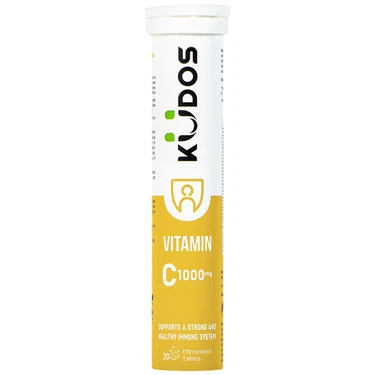 KUDOS
VITAMIN
C1000mg
SUPPORTS A STRONG AND
HEALTHY IMMUNE SYSTEM
20 Effervescent
Tablets